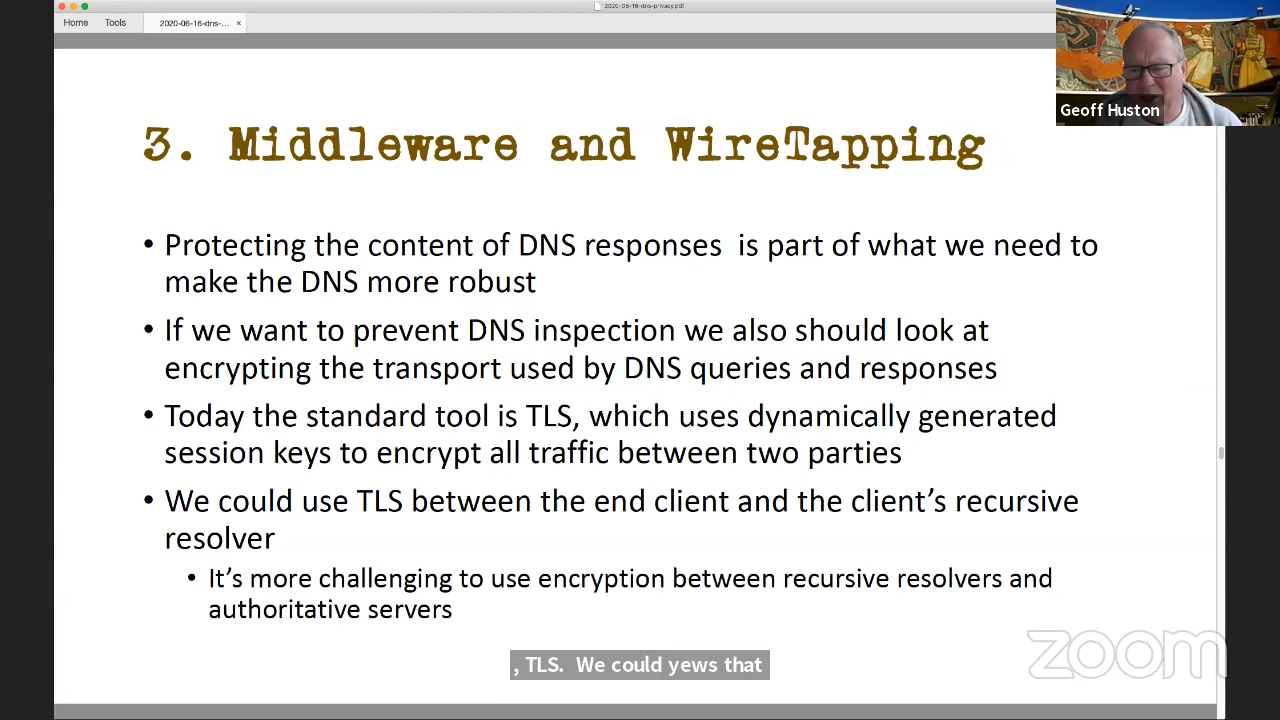 2020-06-16-dns-privacy.pdf
Home Tools 2020-06-16-dns-... ×
Geoff Huston
3. Middleware and WireTapping
• Protecting the content of DNS responses is part of what we need to
make the DNS more robust
• If we want to prevent DNS inspection we also should look at
encrypting the transport used by DNS queries and responses
• Today the standard tool is TLS, which uses dynamically generated
session keys to encrypt all traffic between two parties
• We could use TLS between the end client and the client’s recursive
resolver
• It’s more challenging to use encryption between recursive resolvers and
authoritative servers
zoom
, TLS. We could yews that